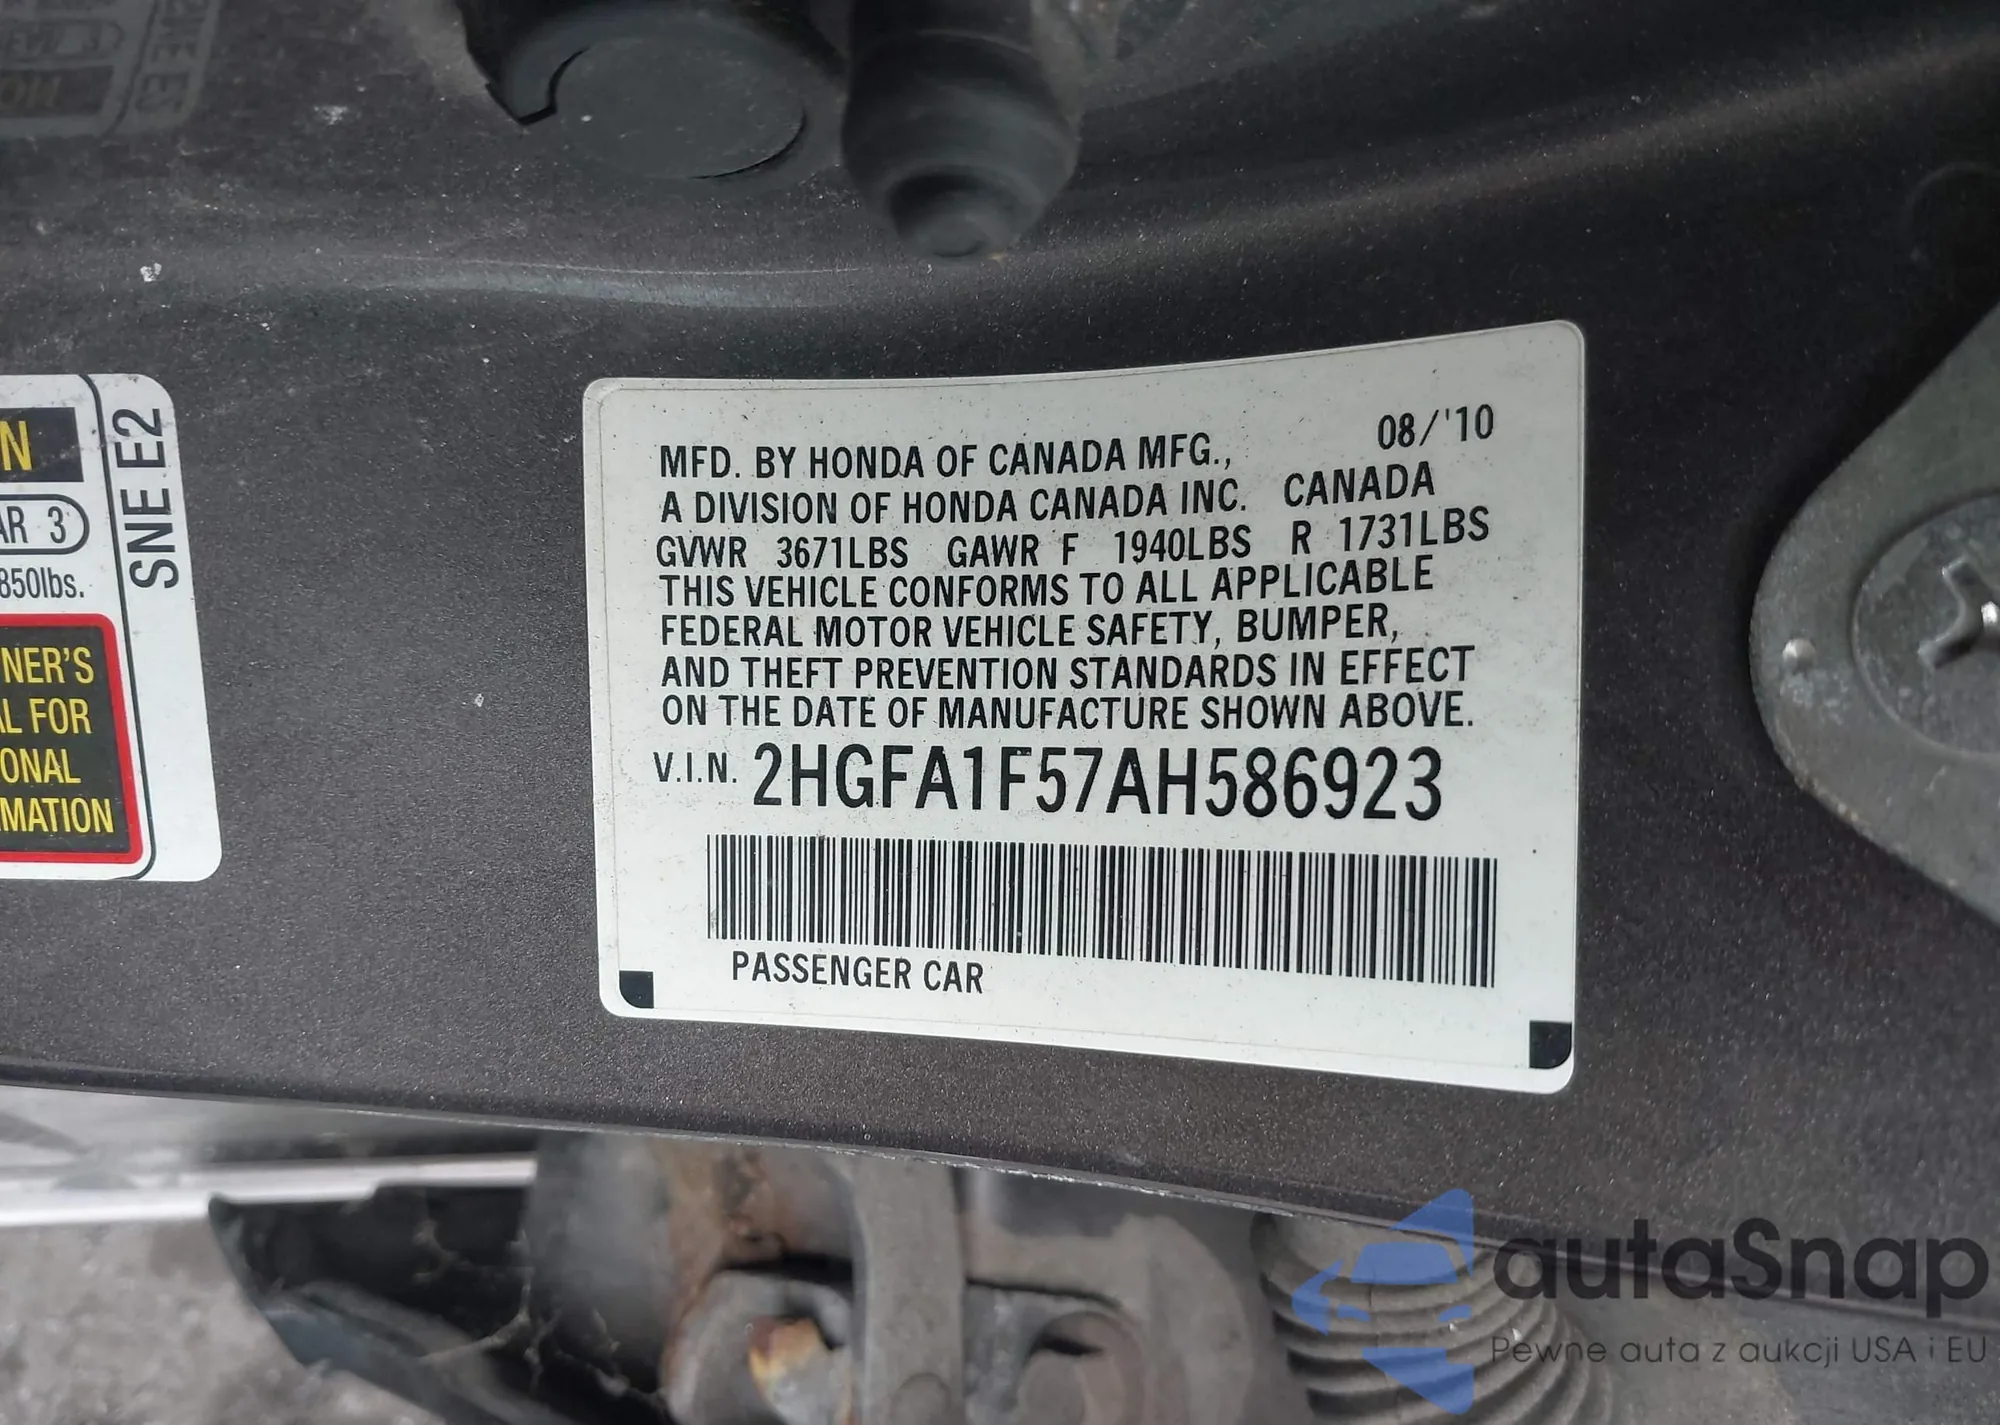 N
AR 3
850lbs.
NER'S
AL FOR
ONAL
MATION
SNE E2
08/'10
MFD. BY HONDA OF CANADA MFG.,
A DIVISION OF HONDA CANADA INC. CANADA
GVWR 3671LBS GAWR F 1940LBS R 1731LBS
THIS VEHICLE CONFORMS TO ALL APPLICABLE
FEDERAL MOTOR VEHICLE SAFETY, BUMPER,
AND THEFT PREVENTION STANDARDS IN EFFECT
ON THE DATE OF MANUFACTURE SHOWN ABOVE.
V.I.N. 2HGFA1F57AH586923
PASSENGER CAR
autaSnap
Pewne auta z aukcji USA i EU